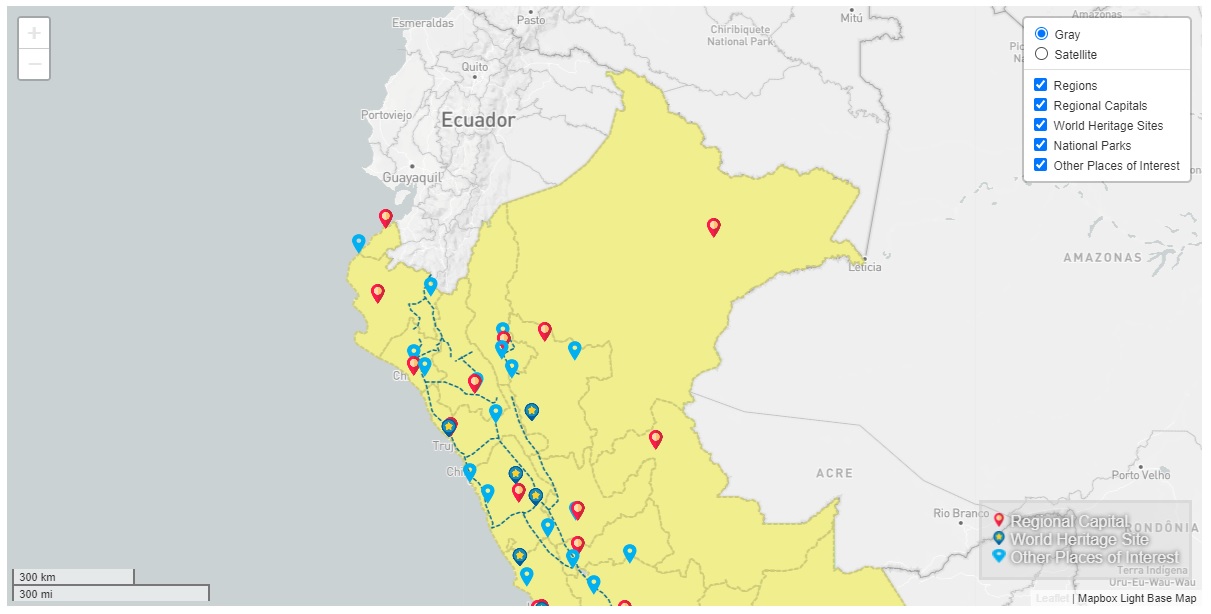 +
−
Esmeraldas
Pasto
Mitú
Amazonas
Chiribiquete
National Park
Quito
Portoviejo
Ecuador
Guayaquil
Gray
Satellite
Regions
Regional Capitals
World Heritage Sites
National Parks
Other Places of Interest
Leticia
AMAZONAS
ACRE
Porto Velho
Rio Branco
RONDÔNIA
Regional Capital
World Heritage Site
Other Places of Interest
Terra Indígena
Uru-Eu-Wau-Wau
300 km
300 mi
Leaflet | Mapbox Light Base Map